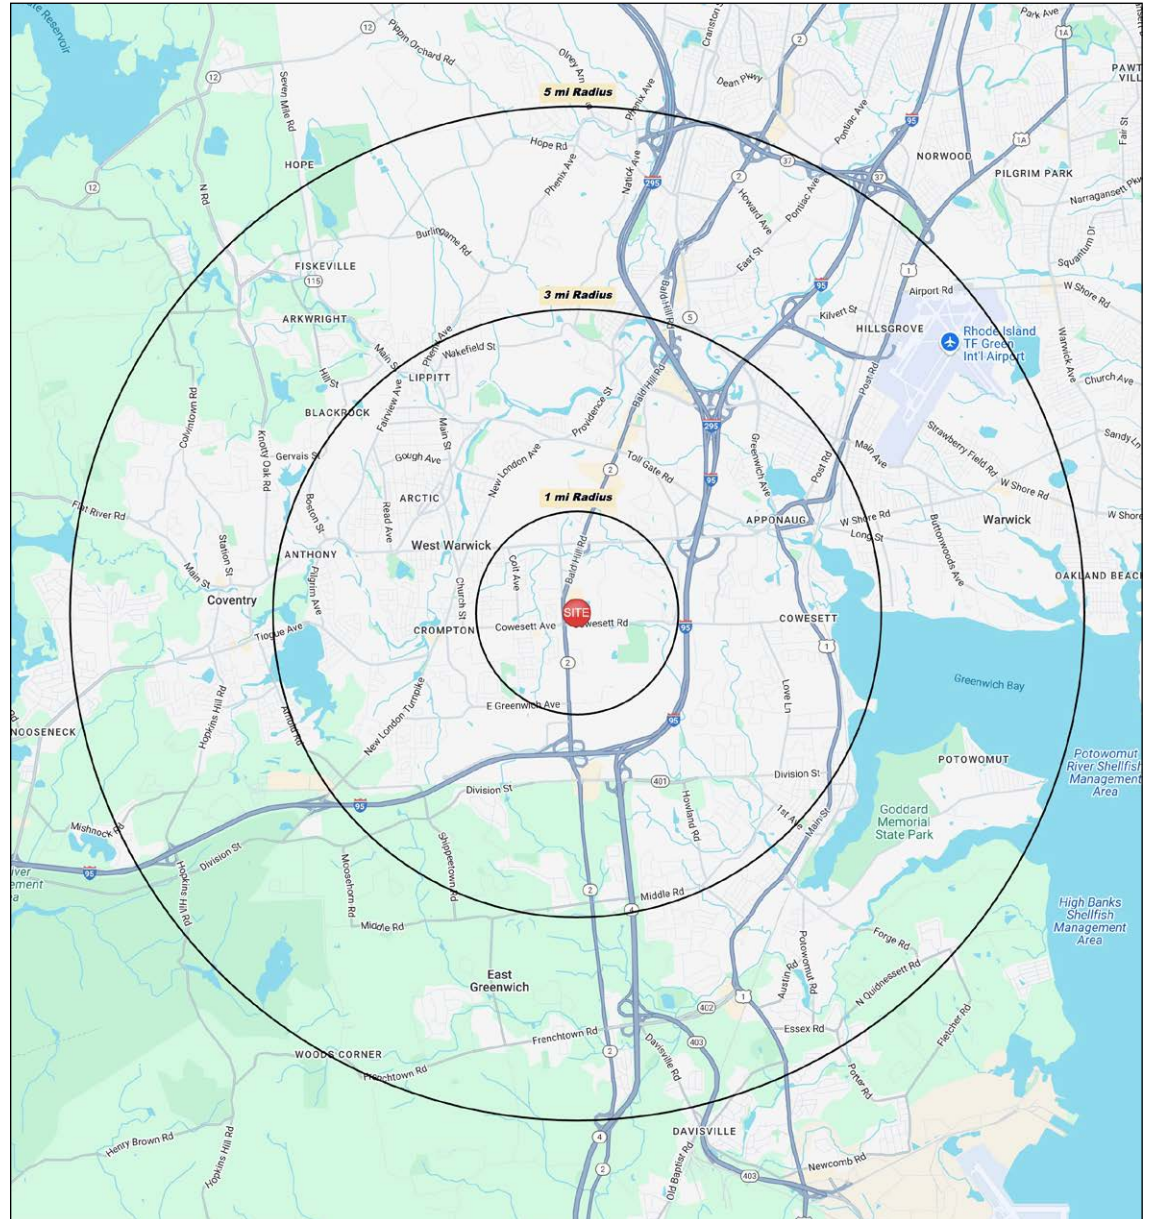 Pippin Orchard Rd
Cranston St
Park Ave
Dean Pkwy
Seven Mile Rd
5 mi Radius
Phenix Ave
Pontiac Ave
Fair St
HOPE
Hope Rd
Phenix Ave
Natick Ave
NORWOOD
PILGRIM PARK
N Rd
Howard Ave
Pontiac Ave
Narragansett Pkwy
Burlingame Rd
East St
Squantum Dr
FISKEVILLE
3 mi Radius
Bald Hill Rd
Airport Rd
W Shore Rd
ARKWRIGHT
Kilvert St
HILLSGROVE
Rhode Island
TF Green
Int'l Airport
Main St
Phenix Ave
Wakefield St
Hill St
LIPPITT
Post Rd
Warwick Ave
Church Ave
Colvintown Rd
BLACKROCK
Fairview Ave
Main St
Providence St
Bald Hill Rd
Knotty Oak Rd
Gervais St
Gough Ave
New London Ave
Toll Gate Rd
Greenwich Ave
Post Rd
Main Ave
Strawberry Field Rd
Sandy Ln
ARCTIC
1 mi Radius
W Shore Rd
Flat River Rd
Boston St
Read Ave
APPONAUG
W Shore Rd
Long St
Warwick
W Shore
Station St
ANTHONY
West Warwick
Colt Ave
Bald Hill Rd
Buttonwoods Ave
Main St
Pilgrim Ave
Church St
OAKLAND BEACH
Coventry
SITE
Tiogue Ave
CROMPTON
Cowesett Ave
Cowesett Rd
COWESETT
Hopkins Hill Rd
Arnold Rd
New London Turnpike
E Greenwich Ave
Love Ln
Greenwich Bay
NOOSENECK
POTOWOMUT
Potowomut
River Shellfish
Management
Area
Division St
Division St
Mishnock Rd
Howland Rd
1st Ave
Main St
Goddard
Memorial
State Park
Division St
Shippeetown Rd
Moosehorn Rd
Hopkins Hill Rd
Middle Rd
Middle Rd
High Banks
Shellfish
Management
Area
Forge Rd
East
Greenwich
Austin Rd
Potowomut Rd
N Quidnessett Rd
Frenchtown Rd
Essex Rd
Fletcher Rd
WOODS CORNER
Frenchtown Rd
Davisville Rd
Porter Rd
Henry Brown Rd
Hopkins Hill Rd
DAVISVILLE
Old Baptist Rd
Newcomb Rd